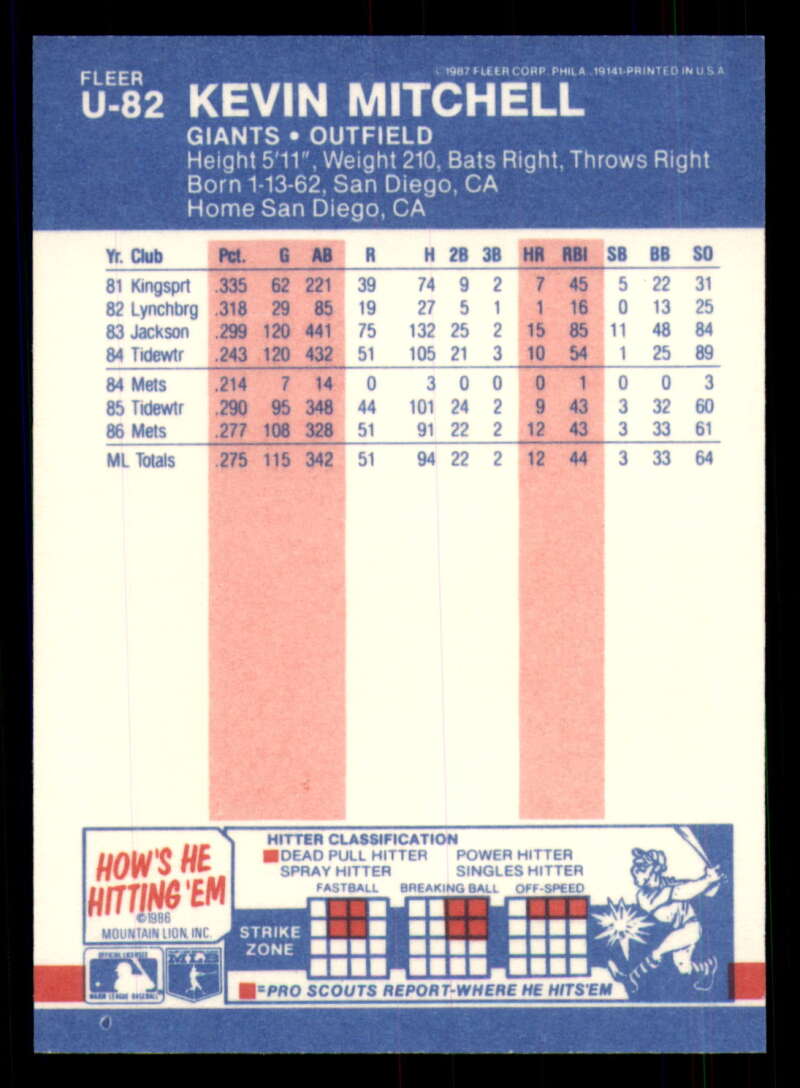 ©1987 FLEER CORP. PHILA., 19141-PRINTED IN U.S.A.
FLEER
U-82 KEVIN MITCHELL
GIANTS • OUTFIELD
Height 5'11", Weight 210, Bats Right, Throws Right
Born 1-13-62, San Diego, CA
Home San Diego, CA
Yr. Club Pct. G AB R H 2B 3B HR RBI SB BB SO
81 Kingsprt .335 62 221 39 74 9 2 7 45 5 22 31
82 Lynchbrg .318 29 85 19 27 5 1 1 16 0 13 25
83 Jackson .299 120 441 75 132 25 2 15 85 11 48 84
84 Tidewtr .243 120 432 51 105 21 3 10 54 1 25 89
84 Mets .214 7 14 0 3 0 0 0 1 0 0 3
85 Tidewtr .290 95 348 44 101 24 2 9 43 3 32 60
86 Mets .277 108 328 51 91 22 2 12 43 3 33 61
ML Totals .275 115 342 51 94 22 2 12 44 3 33 64
HOW'S HE
HITTING 'EM
©1986
MOUNTAIN LION, INC.
HITTER CLASSIFICATION
DEAD PULL HITTER POWER HITTER
SPRAY HITTER SINGLES HITTER
FASTBALL BREAKING BALL OFF-SPEED
STRIKE
ZONE
OFFICIAL LICENSEE
MAJOR LEAGUE BASEBALL
MLB
=PRO SCOUTS REPORT-WHERE HE HITS'EM